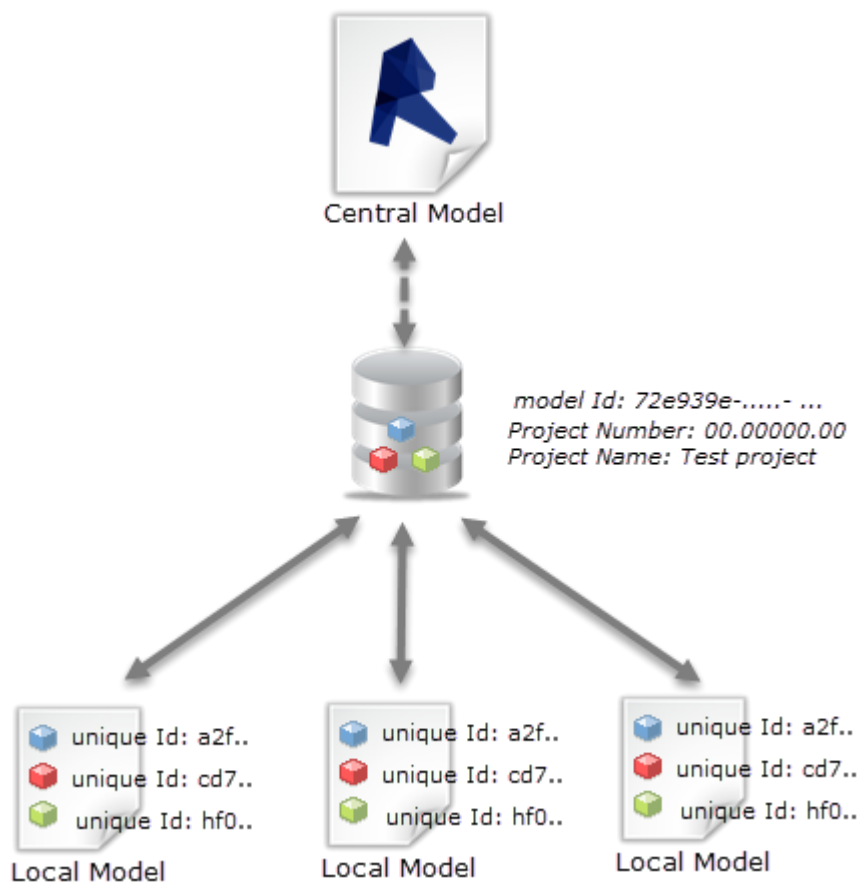 Central Model
model Id: 72e939e-.....- ...
Project Number: 00.00000.00
Project Name: Test project
unique Id: a2f..
unique Id: cd7..
unique Id: hf0..
Local Model
unique Id: a2f..
unique Id: cd7..
unique Id: hf0..
Local Model
unique Id: a2f..
unique Id: cd7..
unique Id: hf0..
Local Model